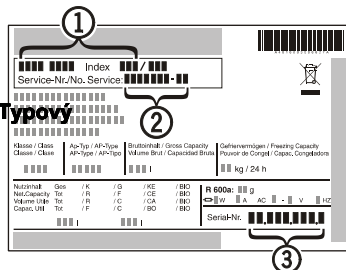 1
Index / 
Service-Nr./No. Service: -
Typový
2
Klasse / Class
Classe / Clase
Ap-Typ / AP-Type
AP-Type / AP-Tipo
Bruttoinhalt / Gross Capacity
Volume Brut / Capacidad Bruta
Gefriervermögen / Freezing Capacity
Pouvoir de Congel / Capac. Congeladora
l
kg / 24 h
Nutzinhalt Ges / K / G / KE / BIO
Net.Capacity Tot / R / F / CE / BIO
Volume Utile Tot / R / C / CA / BIO
Capac. Util Tot / F / C / BO / BIO
l l
R 600a: g
W A AC - V HZ
Serial-Nr.
3